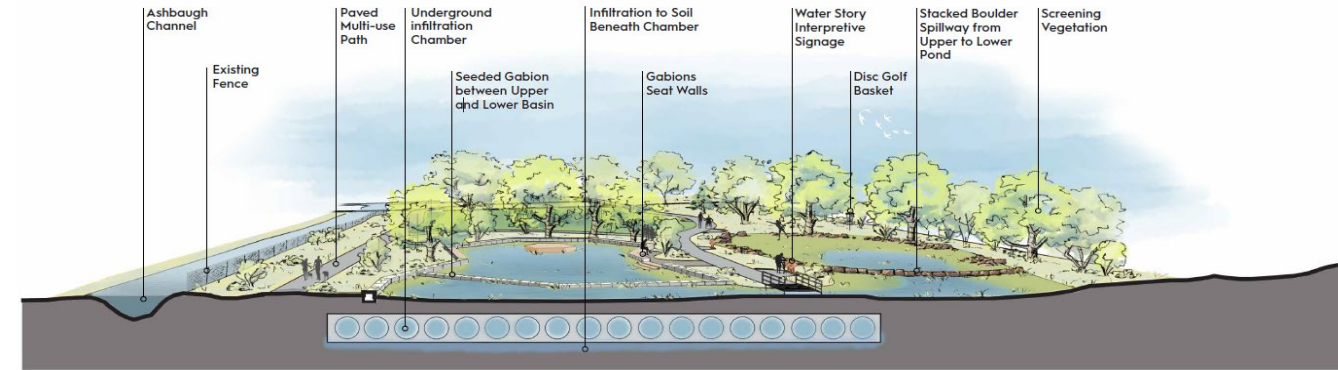 Ashbaugh
Channel
Existing
Fence
Paved
Multi-use
Path
Underground
infiltration
Chamber
Seeded Gabion
between Upper
and Lower Basin
Infiltration to Soil
Beneath Chamber
Gabions
Seat Walls
Water Story
Interpretive
Signage
Disc Golf
Basket
Stacked Boulder
Spillway from
Upper to Lower
Pond
Screening
Vegetation